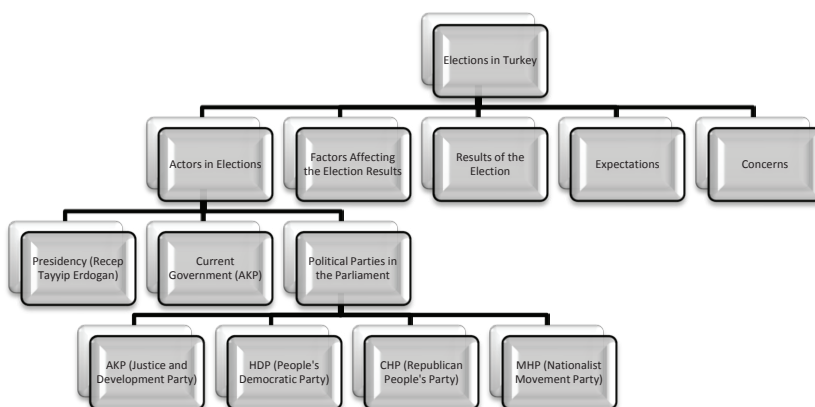 Elections in Turkey
Actors in Elections
Factors Affecting
the Election Results
Results of the
Election
Expectations
Concerns
Presidency (Recep
Tayyip Erdogan)
Current
Government (AKP)
Political Parties in
the Parliament
AKP (Justice and
Development Party)
HDP (People's
Democratic Party)
CHP (Republican
People's Party)
MHP (Nationalist
Movement Party)